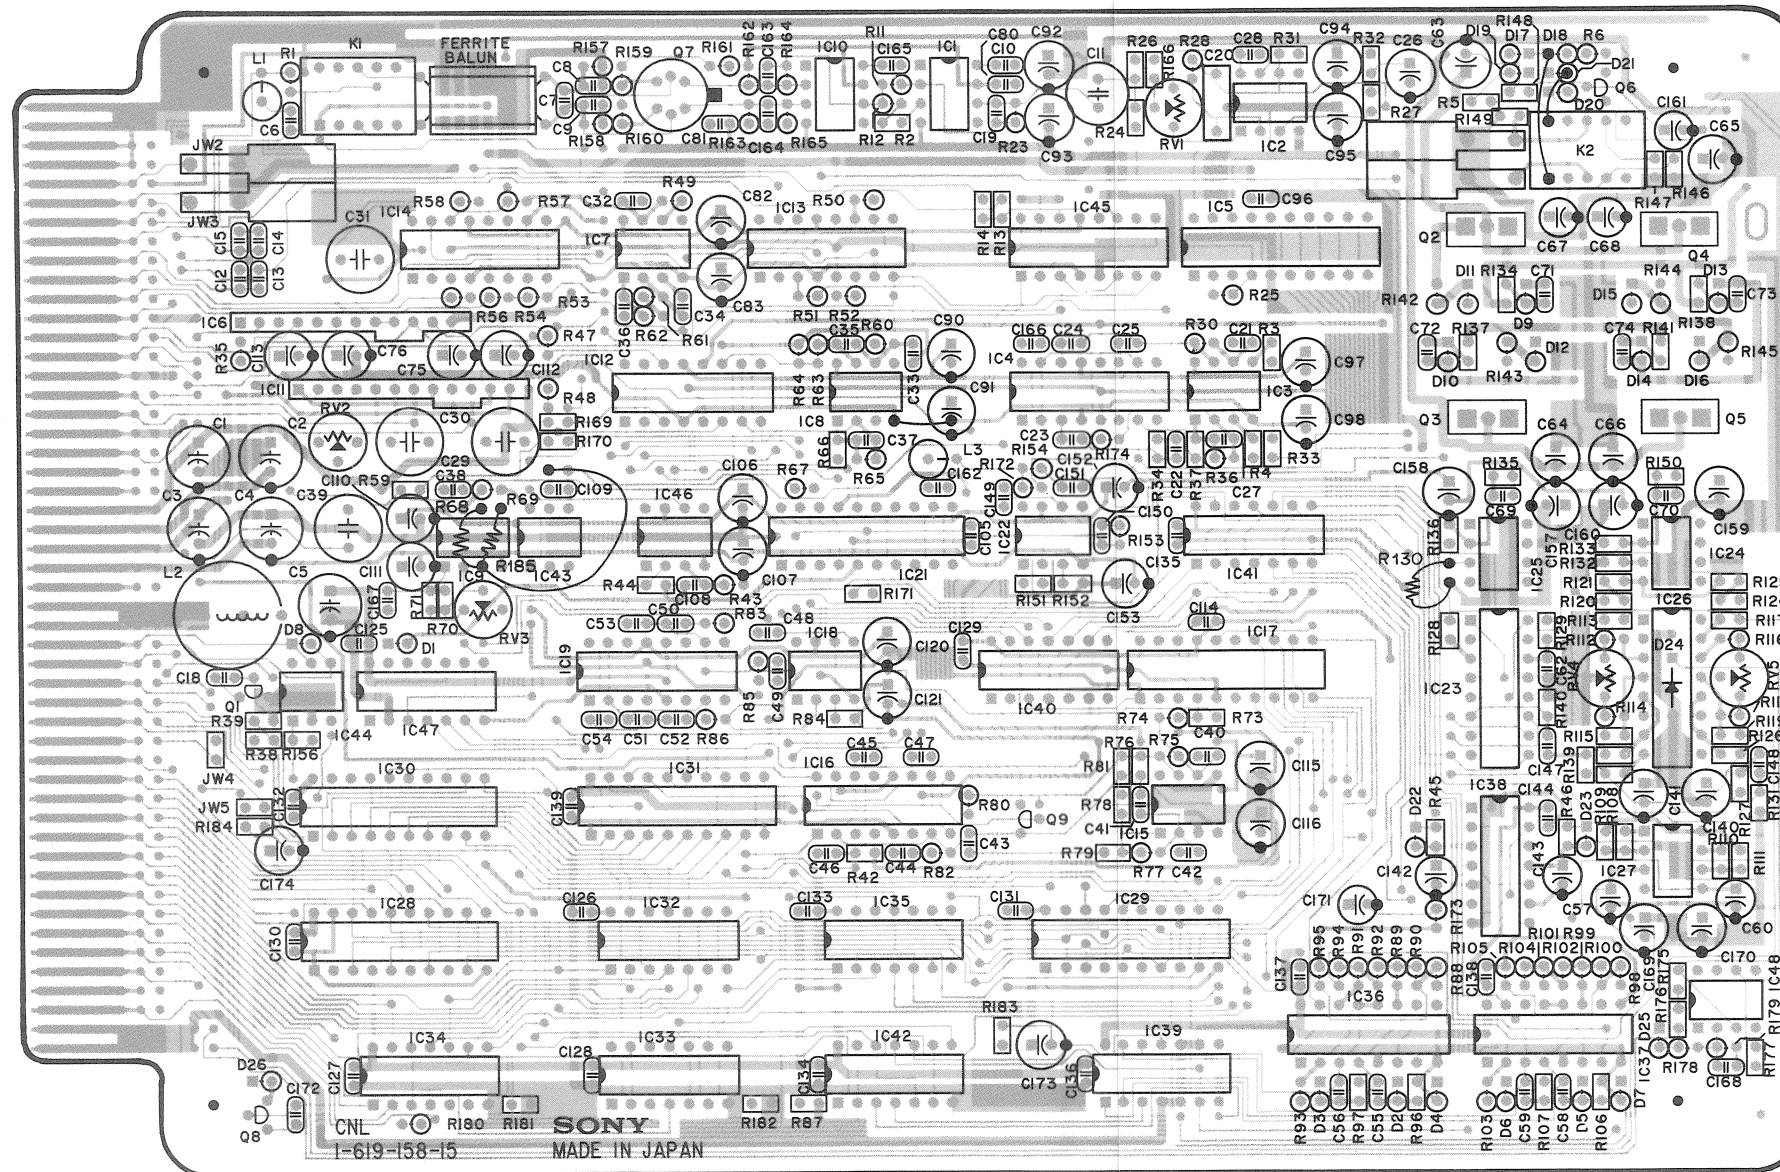 L1 R1 K1 FERRITE R157 R159 Q7 R161 R162 C163 R164 IC10 R11 C165 IC1 C80 C10 C92 C11 R26 R166 R28 C20 C28 R31 C94 R32 C26 C63 D19 R148 D17 D18 R6
BALUN C8 D21
C7 Q6
C6 C9 R158 R160 C81 R163 C164 R165 R12 R2 C19 R23 C93 R24 RV1 IC2 C95 R27 R5 R149 D20 K2 C161 C65
JW2
R147 R146
JW3 C31 IC14 R58 R57 C32 R49 C82 IC13 R50 R14 R13 IC45 IC5 C96
C15 C14 IC7 Q2 C67 C68 Q4
C12 C13
D11 R134 C71 R144 D13
R53 C83 R25 R142 D15 C73
IC6 R56 R54 C36 R62 C34 R61 R51 R52 C35 R60 C90 C166 C24 C25 R30 C21 R3 C72 R137 D9 C74 R141 R138
R47
R35 C113 C76 C75 C112 IC12 R64 R63 C33 IC4 C97 D12 R145
IC11 R48 C91 IC3 D10 R143 D14 D16
RV2 C30
C1 C2 R169 IC8 C98 Q3 C64 C66 Q5
R170 R66 C37 L3 C23 R154 R174 R34 C22 R37 R36 R4 R33
C29 C106 R67 R65 C162 R172 C152 C151 C158 R135 R150
C3 C4 C39 C110 R59 C38 R68 R69 C109 IC46 C149 C27
C69 C70 C159
C105 IC22 C150 R153 R136 C157 C160 R133 IC24
L2 C5 C111 IC9 R185 IC43 C107 IC21 C135 IC41 R130 IC25 R132
R44 C108 R43 R121
C167 R71 R171 R151 R152 R120 IC26
D8 C125 D1 R70 RV3 C53 C50 R83 C48 IC18 C120 C129 C153 C114 IC17 R128 R129 R113 R112 D24 R116
IC19
C18 Q1 R85 C49 C121 IC23 C62 RV4 RV5
R39 IC44 IC47 R84 IC40 R74 R73 R140 R114
R38 R156 C54 C51 C52 R86 R115 R126
JW4 IC30 IC31 IC16 C45 C47 R76 R75 C40 C147 R139 C148
R81 C115
JW5 C132 C139 R80 R78 IC38 C144 R46 D23 R109 R108 C141 R127 R131
R184 Q9 C41 IC15 C116 D22 R45 C140 R110
C174 C46 R42 C44 R82 C43 R79 R77 C42 C142 C143 IC27 R111
IC28 C126 IC32 C133 IC35 C131 IC29 C171 R173 C57 C60
C130 R95 R94 R91 R92 R89 R90 R105 R104 R101 R102 R99 R100
C137 R88 C138 R98 C169 R175 C170 IC48
IC36 R176 R179
R183
IC34 C128 IC33 IC42 IC39 D25 IC37
D26 C127 C134 C173 C136 R178 C168 R177
C172
Q8 CNL R180 R181 SONY R182 R87 R93 D3 C56 R97 C55 D2 R96 D4 R103 D6 C59 R107 C58 D5 R106 D7
1-619-158-15 MADE IN JAPAN